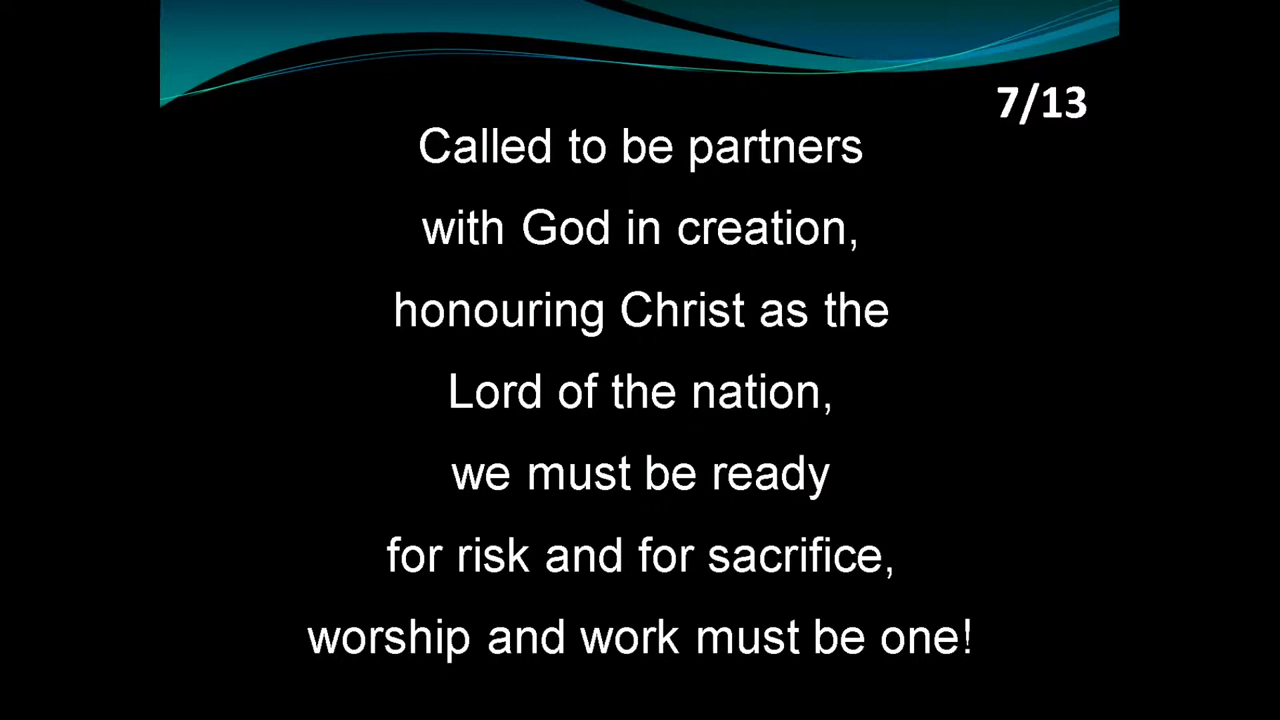 7/13
Called to be partners
with God in creation,
honouring Christ as the
Lord of the nation,
we must be ready
for risk and for sacrifice,
worship and work must be one!